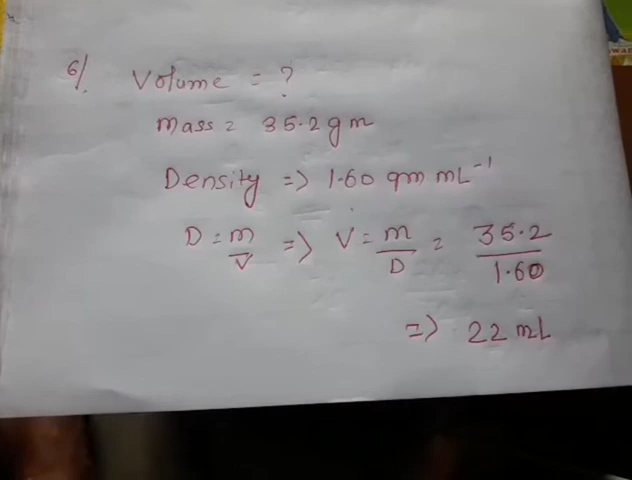 6/. Volume = ?
Mass = 35.2 gm
Density => 1.60 gm mL⁻¹
D = m/V => V = m/D = 35.2/1.60
=> 22 mL